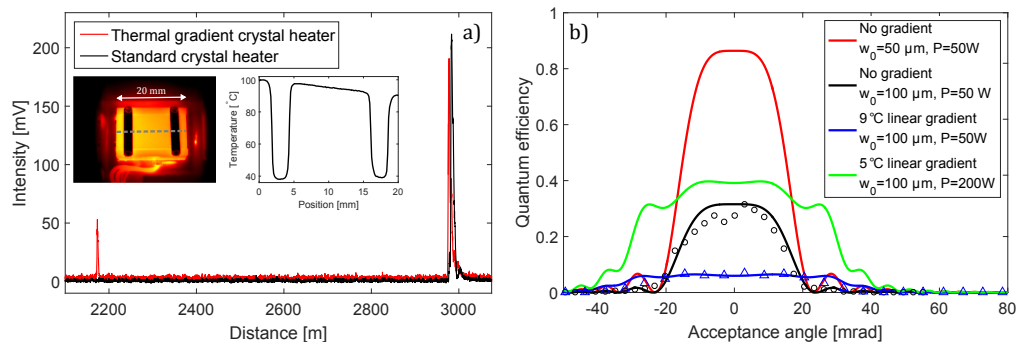 Thermal gradient crystal heater
Standard crystal heater
a)
200
150
100
50
0
Intensity [mV]
2200
2400
2600
2800
3000
Distance [m]
20 mm
100
80
60
40
Temperature [°C]
0
5
10
15
20
Position [mm]
b)
No gradient
w₀=50 µm, P=50W
No gradient
w₀=100 µm, P=50 W
9°C linear gradient
w₀=100 µm, P=50W
5°C linear gradient
w₀=100 µm, P=200W
1
0.8
0.6
0.4
0.2
0
Quantum efficiency
-40
-20
0
20
40
60
80
Acceptance angle [mrad]